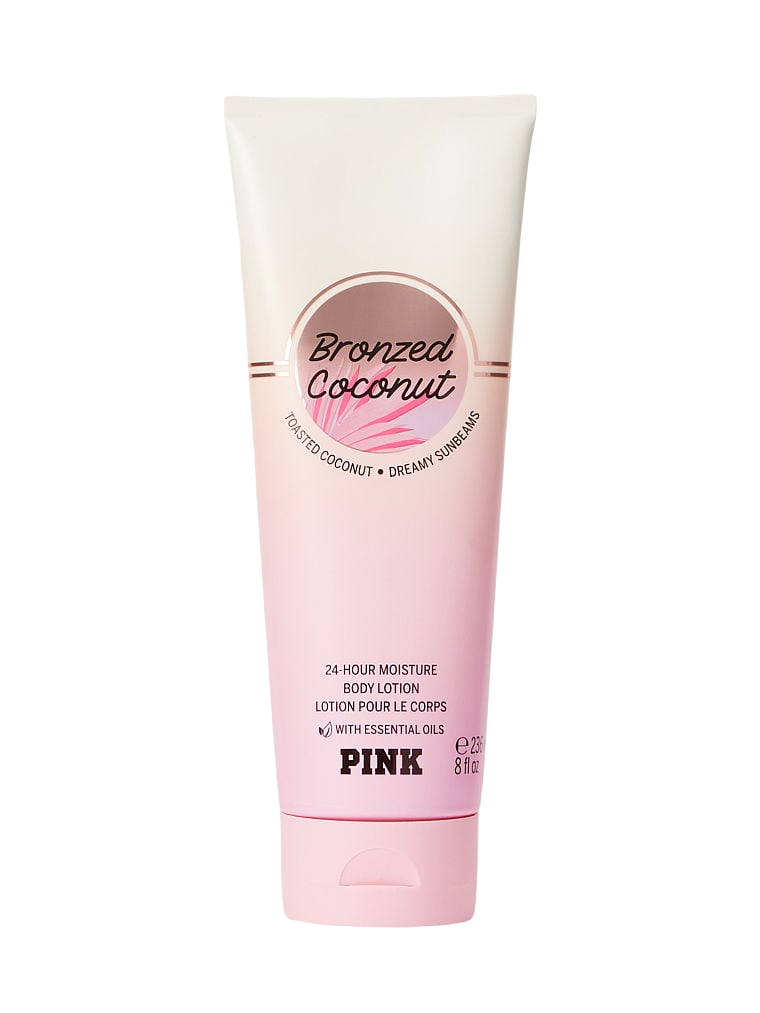 Bronzed
Coconut
TOASTED COCONUT • DREAMY SUNBEAMS
24-HOUR MOISTURE
BODY LOTION
LOTION POUR LE CORPS
WITH ESSENTIAL OILS
PINK
℮ 236
8 fl oz